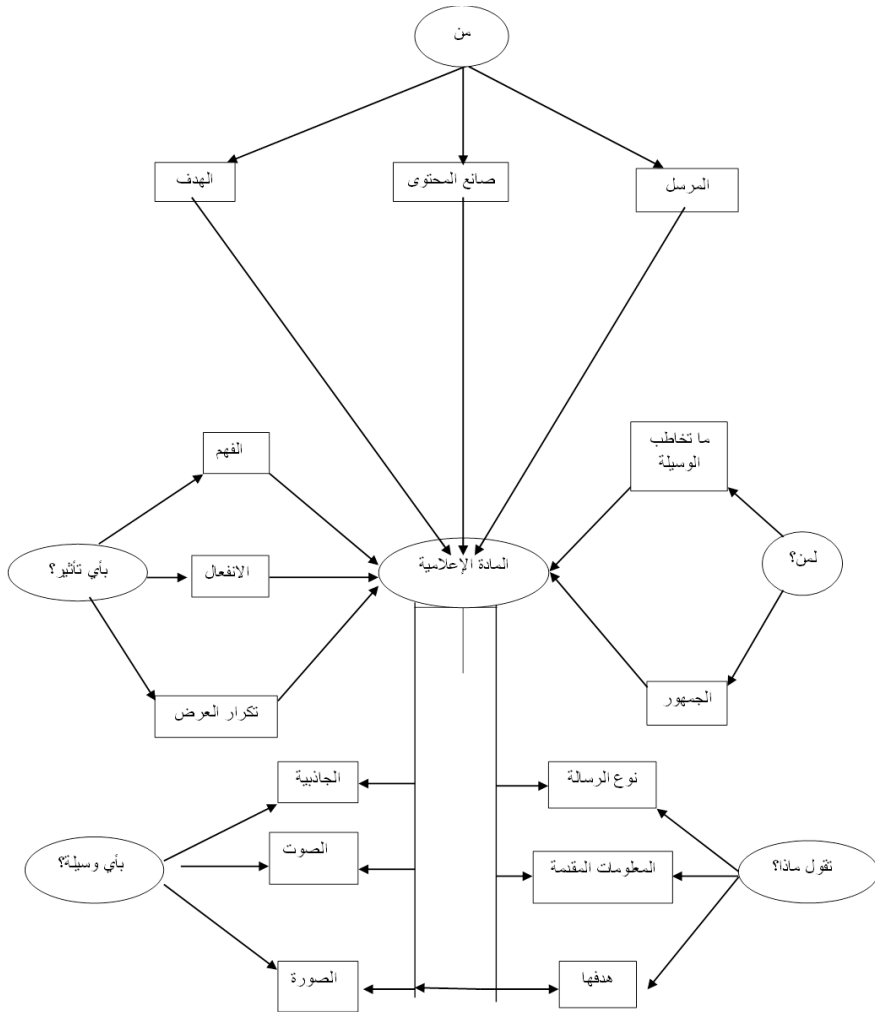 من
المرسل
صانع المحتوى
الهدف
ما تخاطب
الوسيلة
الفهم
لمن؟
المادة الإعلامية
الانفعال
بأي تأثير؟
الجمهور
تكرار العرض
نوع الرسالة
الجاذبية
تقول ماذا؟
المعلومات المقدمة
الصوت
بأي وسيلة؟
هدفها
الصورة